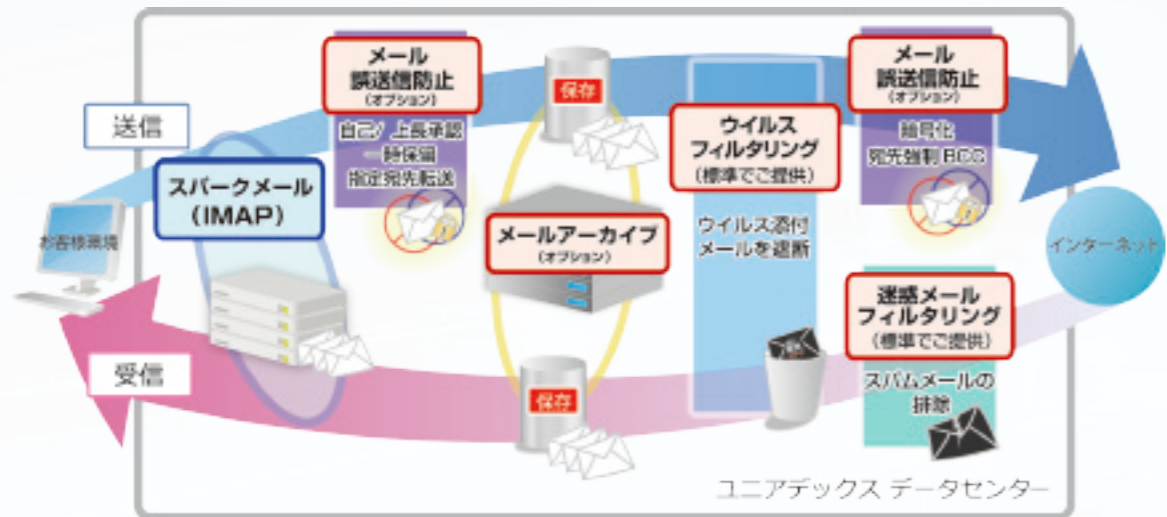 メール
誤送信防止
(オプション)
自己/上長承認
一時保留
指定宛先転送
保存
メール
誤送信防止
(オプション)
暗号化
宛先強制BCC
送信
スパークメール
(IMAP)
ウイルス
フィルタリング
(標準でご提供)
ウイルス添付
メールを遮断
メールアーカイブ
(オプション)
お客様環境
インターネット
迷惑メール
フィルタリング
(標準でご提供)
スパムメールの
排除
受信
保存
ユニアデックス データセンター